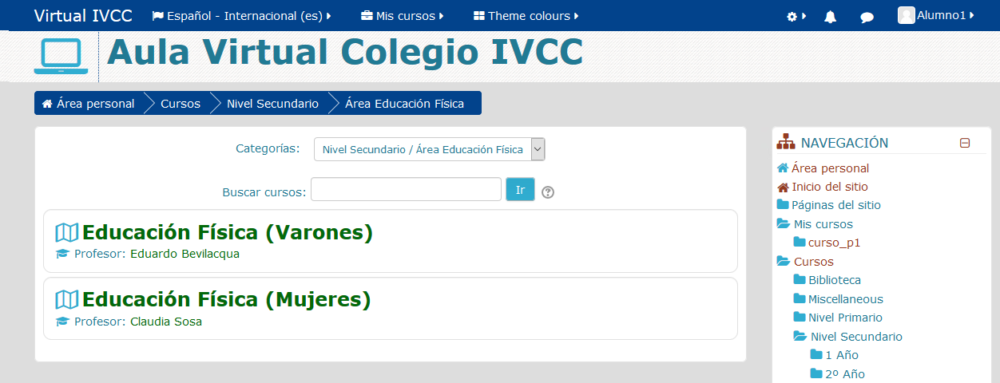 Virtual IVCC Español - Internacional (es) Mis cursos Theme colours Alumno1
Aula Virtual Colegio IVCC
Área personal Cursos Nivel Secundario Área Educación Física
Categorías: Nivel Secundario / Área Educación Física
Buscar cursos: Ir
Educación Física (Varones)
Profesor: Eduardo Bevilacqua
Educación Física (Mujeres)
Profesor: Claudia Sosa
NAVEGACIÓN
Área personal
Inicio del sitio
Páginas del sitio
Mis cursos
curso_p1
Cursos
Biblioteca
Miscellaneous
Nivel Primario
Nivel Secundario
1 Año
2º Año